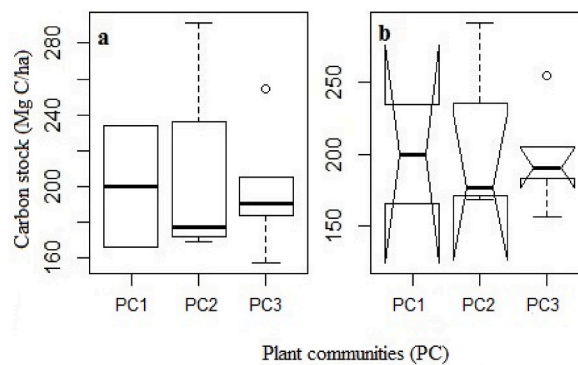 a
b
Carbon stock (Mg C/ha)
280
240
200
160
250
200
150
PC1 PC2 PC3
PC1 PC2 PC3
Plant communities (PC)